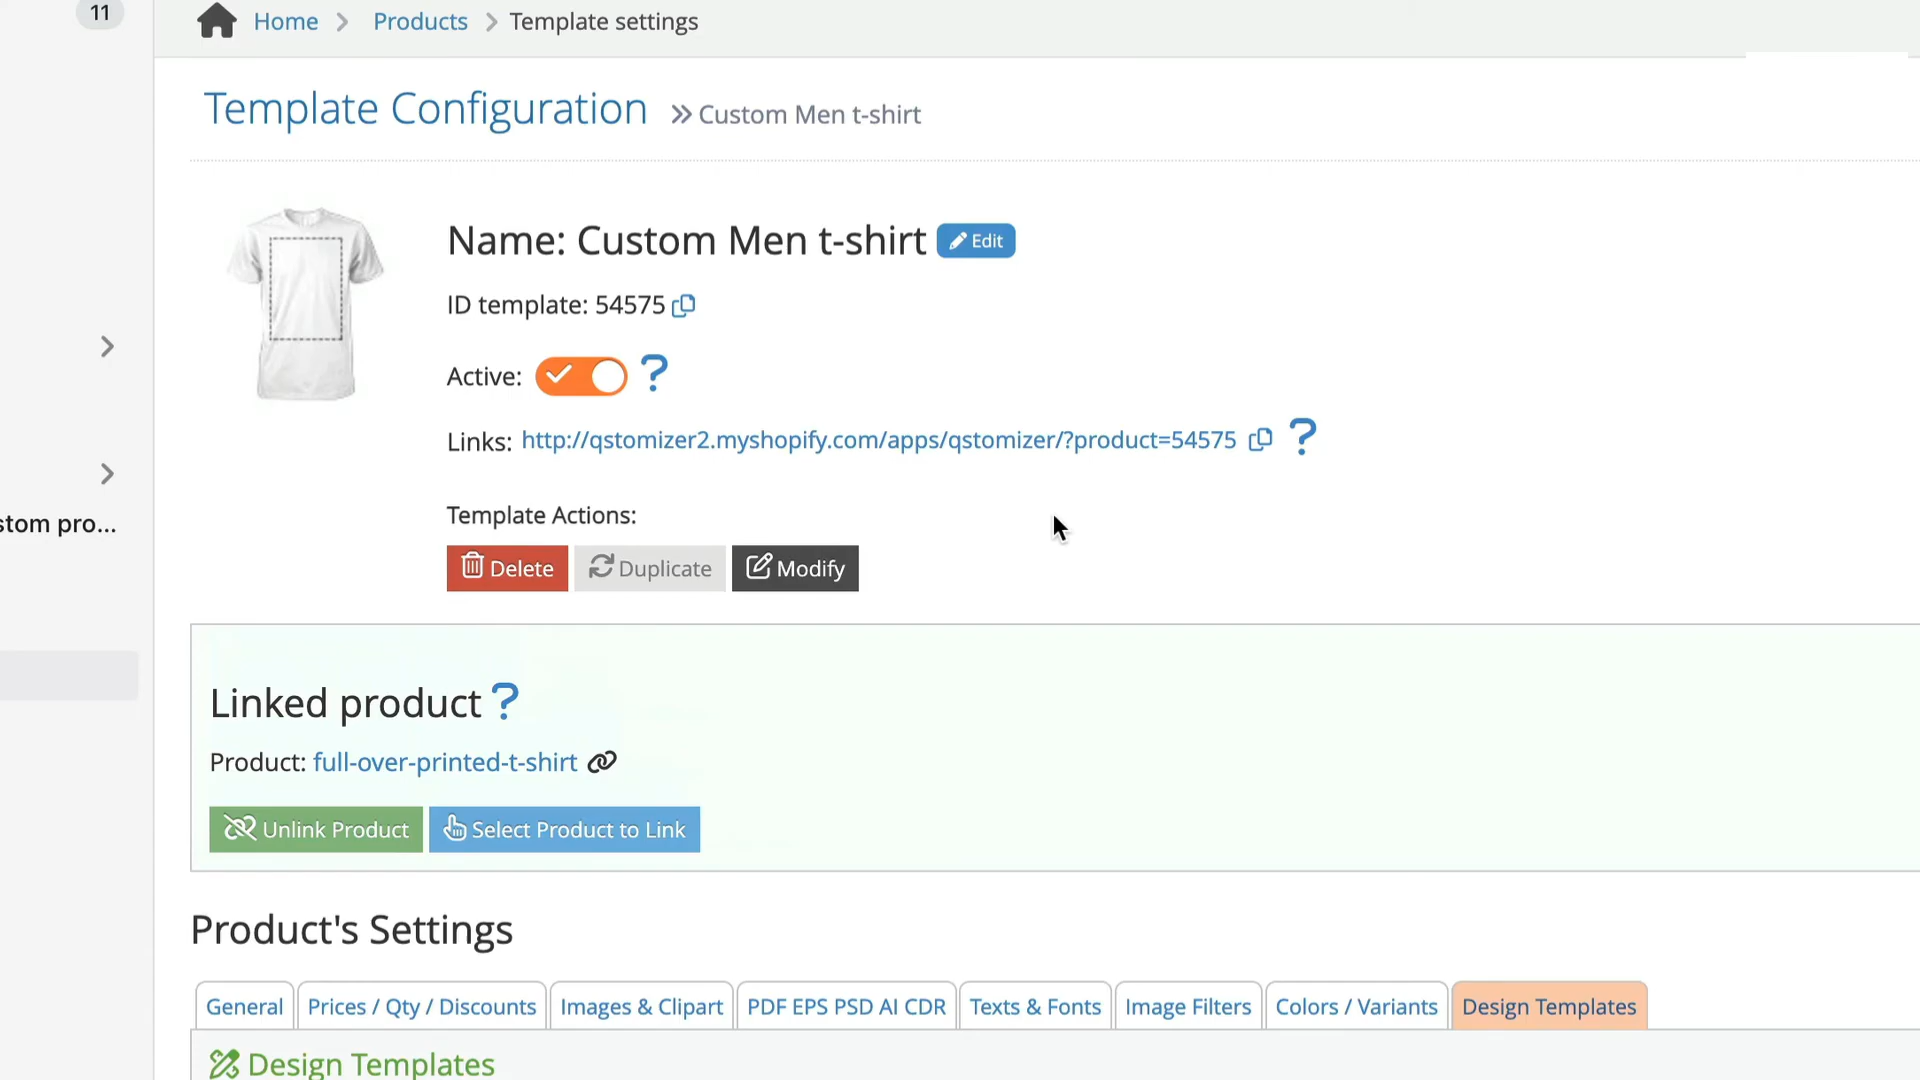 11
Home Products Template settings
Template Configuration » Custom Men t-shirt
Name: Custom Men t-shirt Edit
ID template: 54575
Active: ?
Links: http://qstomizer2.myshopify.com/apps/qstomizer/?product=54575 ?
Template Actions:
Delete Duplicate Modify
stom pro...
Linked product ?
Product: full-over-printed-t-shirt
Unlink Product Select Product to Link
Product's Settings
General Prices / Qty / Discounts Images & Clipart PDF EPS PSD AI CDR Texts & Fonts Image Filters Colors / Variants Design Templates
Design Templates